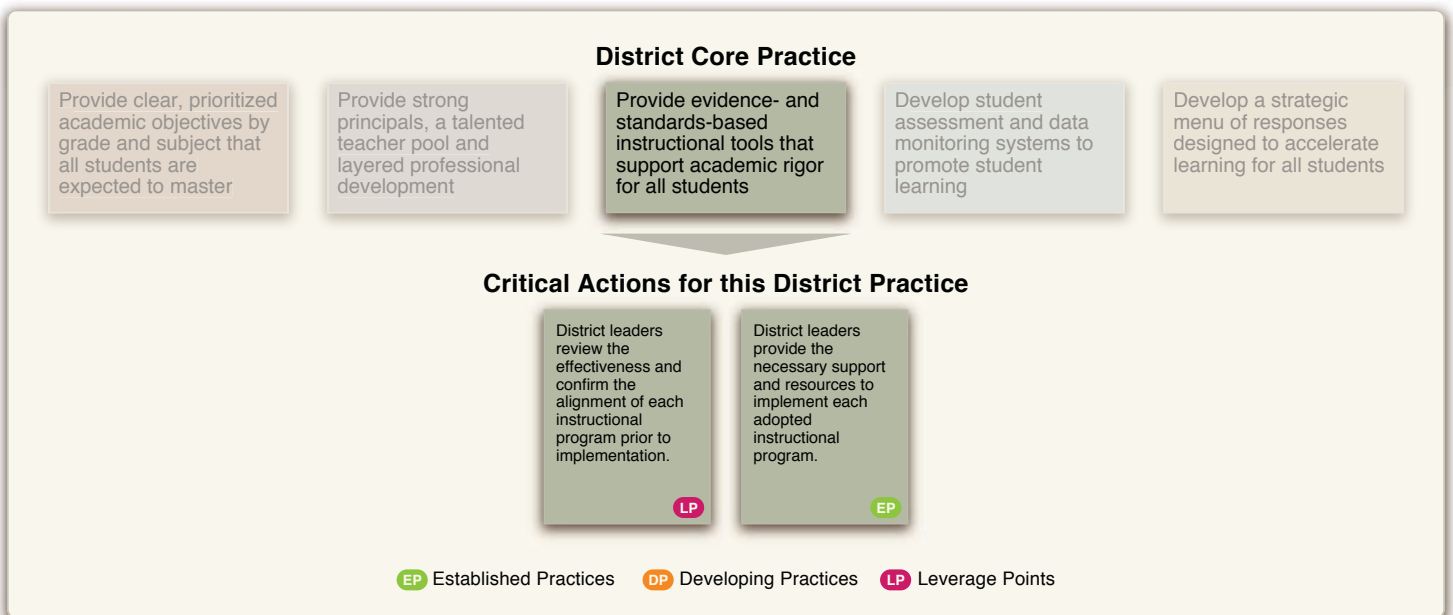 District Core Practice
Provide clear, prioritized
academic objectives by
grade and subject that
all students are
expected to master
Provide strong
principals, a talented
teacher pool and
layered professional
development
Provide evidence- and
standards-based
instructional tools that
support academic rigor
for all students
Develop student
assessment and data
monitoring systems to
promote student
learning
Develop a strategic
menu of responses
designed to accelerate
learning for all students
Critical Actions for this District Practice
District leaders
review the
effectiveness and
confirm the
alignment of each
instructional
program prior to
implementation.
LP
District leaders
provide the
necessary support
and resources to
implement each
adopted
instructional
program.
EP
EP Established Practices
DP Developing Practices
LP Leverage Points